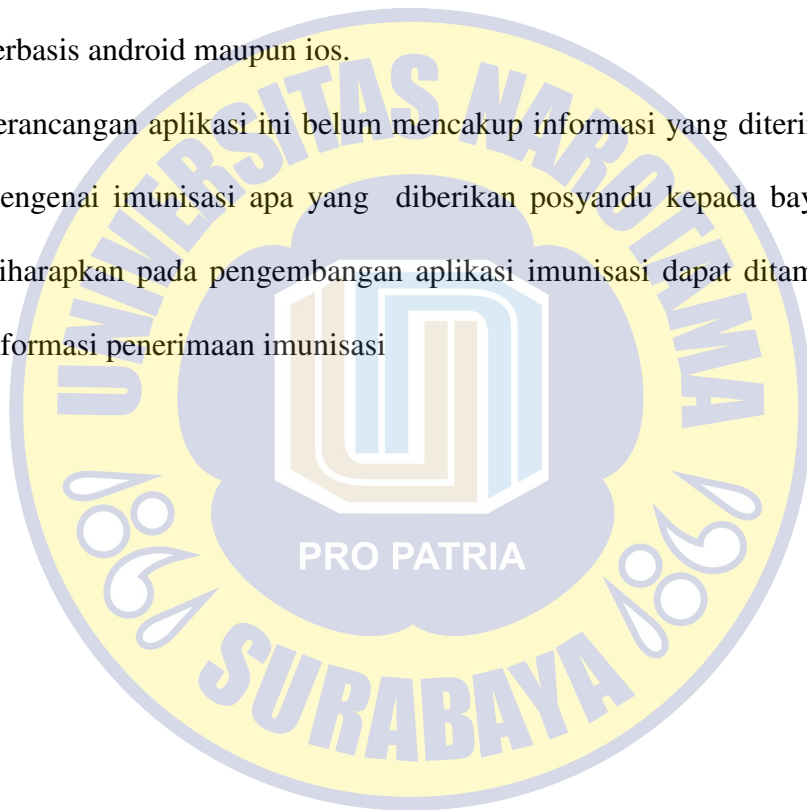 erbasis android maupun ios.
erancangan aplikasi ini belum mencakup informasi yang diteri
engenai imunisasi apa yang diberikan posyandu kepada bay
iharapkan pada pengembangan aplikasi imunisasi dapat ditam
formasi penerimaan imunisasi
UNIVERSITAS NAROTAMA
PRO PATRIA
SURABAYA